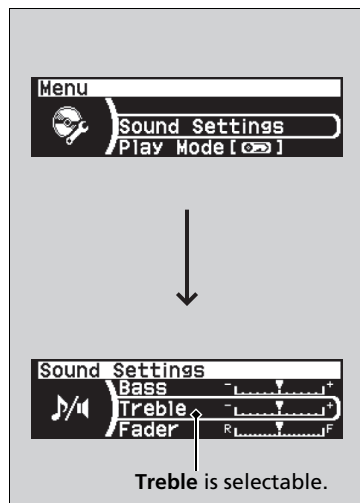 Menu
Sound Settings
Play Mode[ ]
Sound Settings
Bass - +
Treble - +
Fader R F
Treble is selectable.